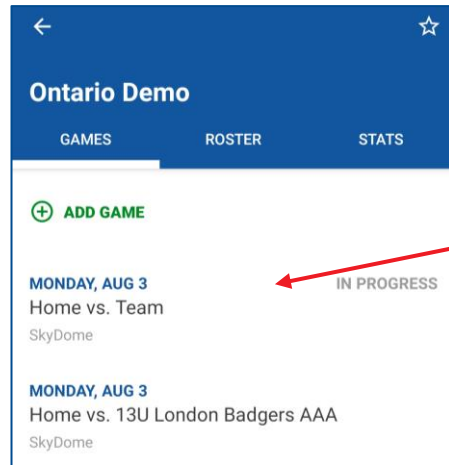 Ontario Demo
GAMES ROSTER STATS
ADD GAME
MONDAY, AUG 3 IN PROGRESS
Home vs. Team
SkyDome
MONDAY, AUG 3
Home vs. 13U London Badgers AAA
SkyDome